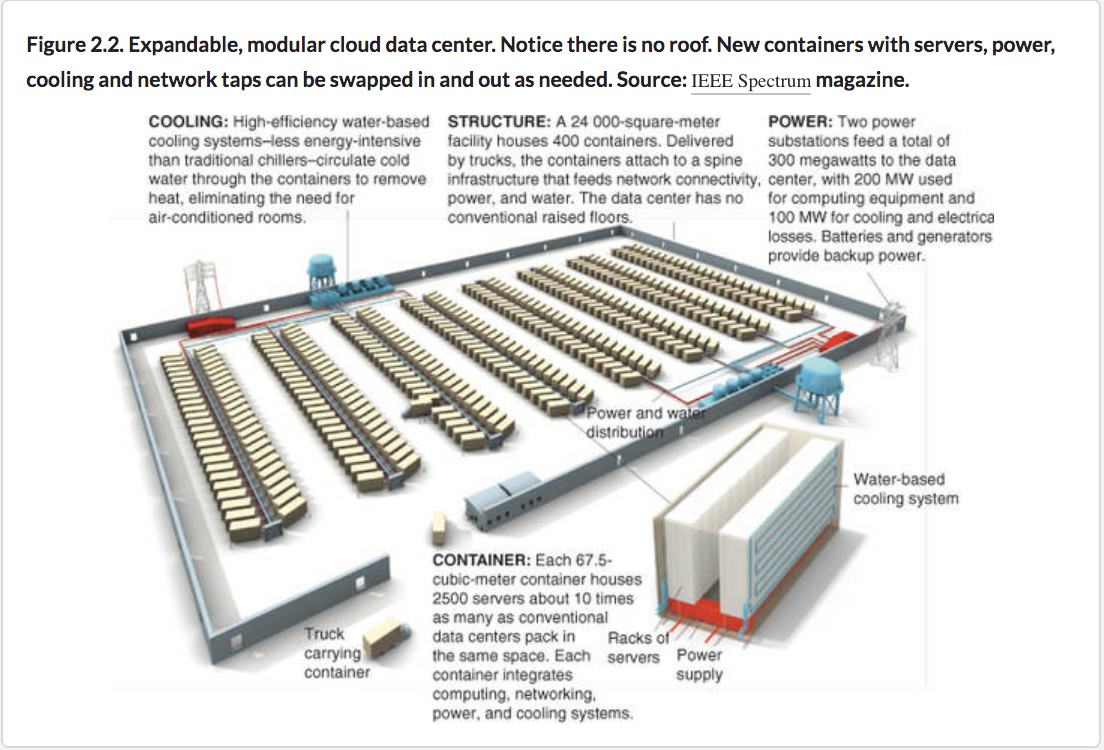 Figure 2.2. Expandable, modular cloud data center. Notice there is no roof. New containers with servers, power,
cooling and network taps can be swapped in and out as needed. Source: IEEE Spectrum magazine.
COOLING: High-efficiency water-based
cooling systems–less energy-intensive
than traditional chillers–circulate cold
water through the containers to remove
heat, eliminating the need for
air-conditioned rooms.
STRUCTURE: A 24 000-square-meter
facility houses 400 containers. Delivered
by trucks, the containers attach to a spine
infrastructure that feeds network connectivity,
power, and water. The data center has no
conventional raised floors.
POWER: Two power
substations feed a total of
300 megawatts to the data
center, with 200 MW used
for computing equipment and
100 MW for cooling and electrica
losses. Batteries and generators
provide backup power.
Power and water
distribution
Water-based
cooling system
CONTAINER: Each 67.5-
cubic-meter container houses
2500 servers about 10 times
as many as conventional
data centers pack in
the same space. Each
container integrates
computing, networking,
power, and cooling systems.
Truck
carrying
container
Racks of
servers
Power
supply